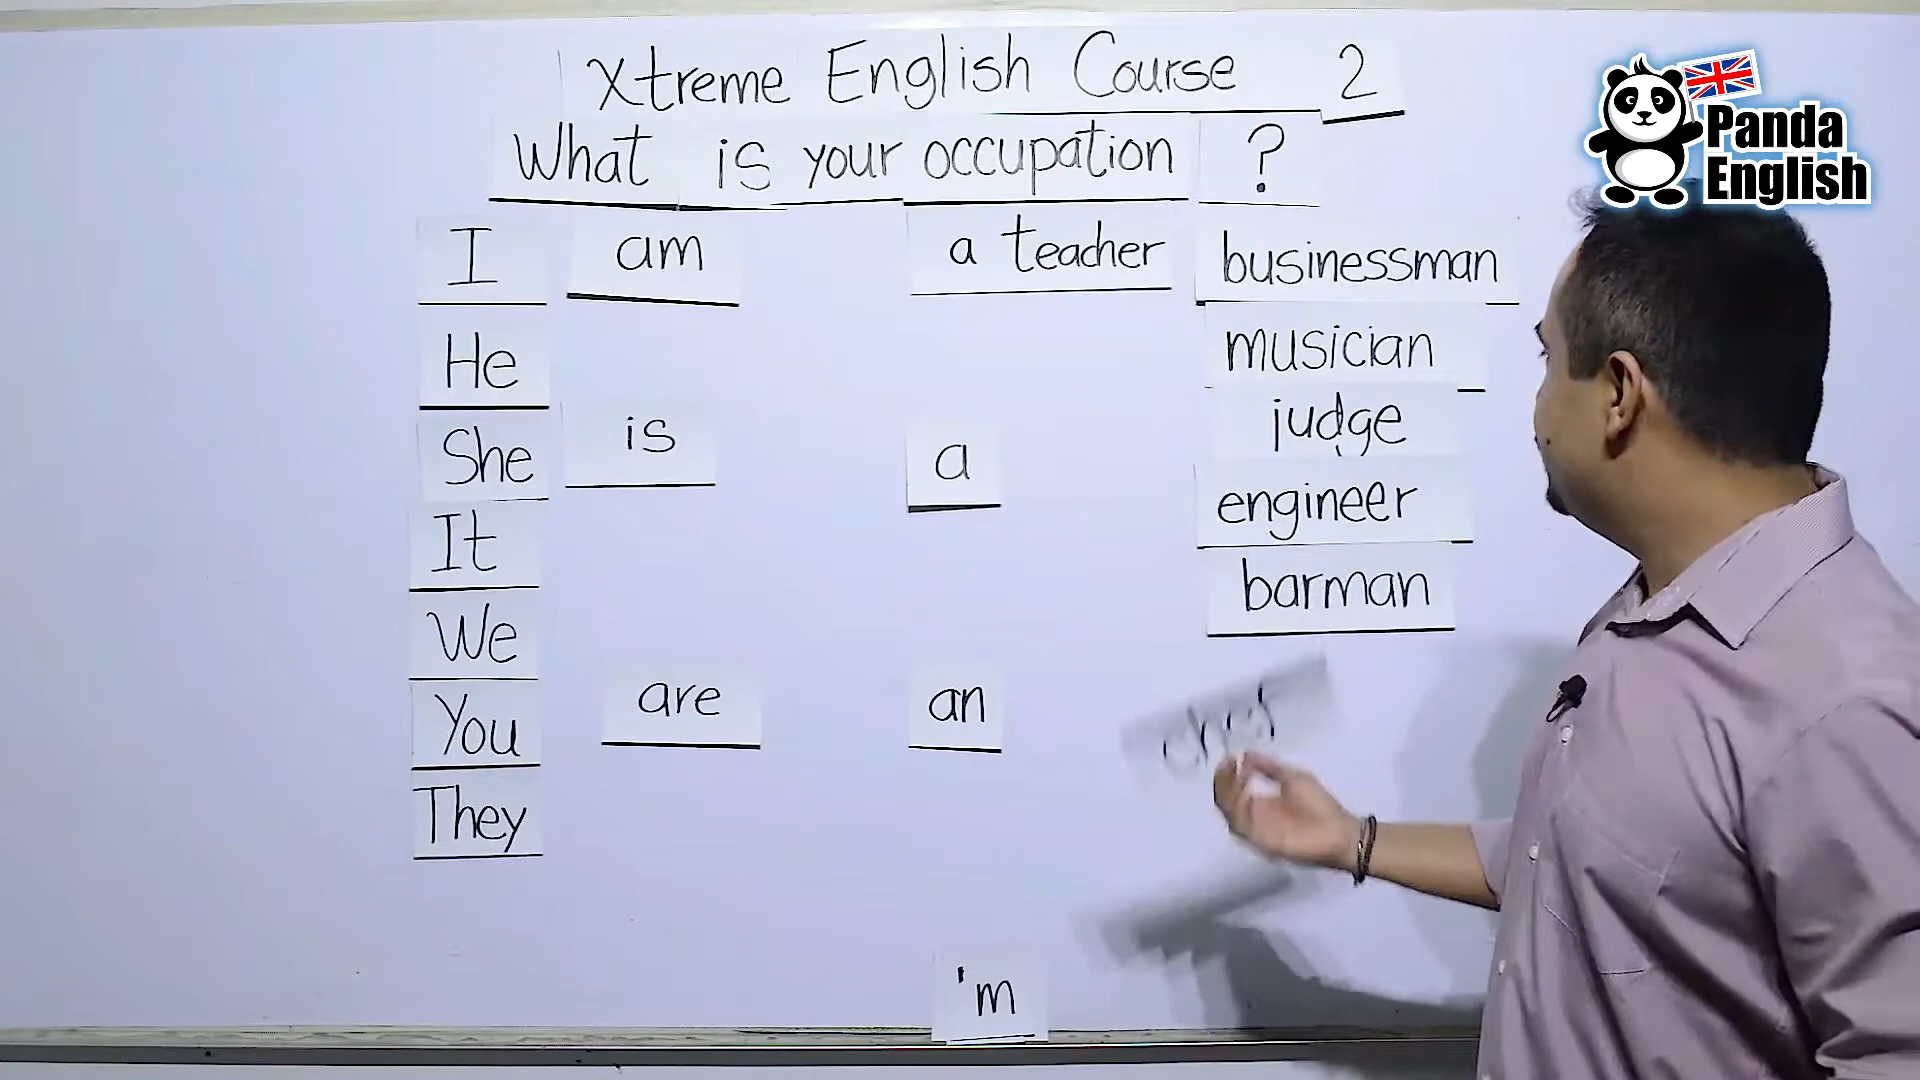 Xtreme English Course 2
What is your occupation ?
Panda
English
I am a teacher businessman
He
musician
She is a
judge
It
engineer
We
barman
You are an
chef
They
'm